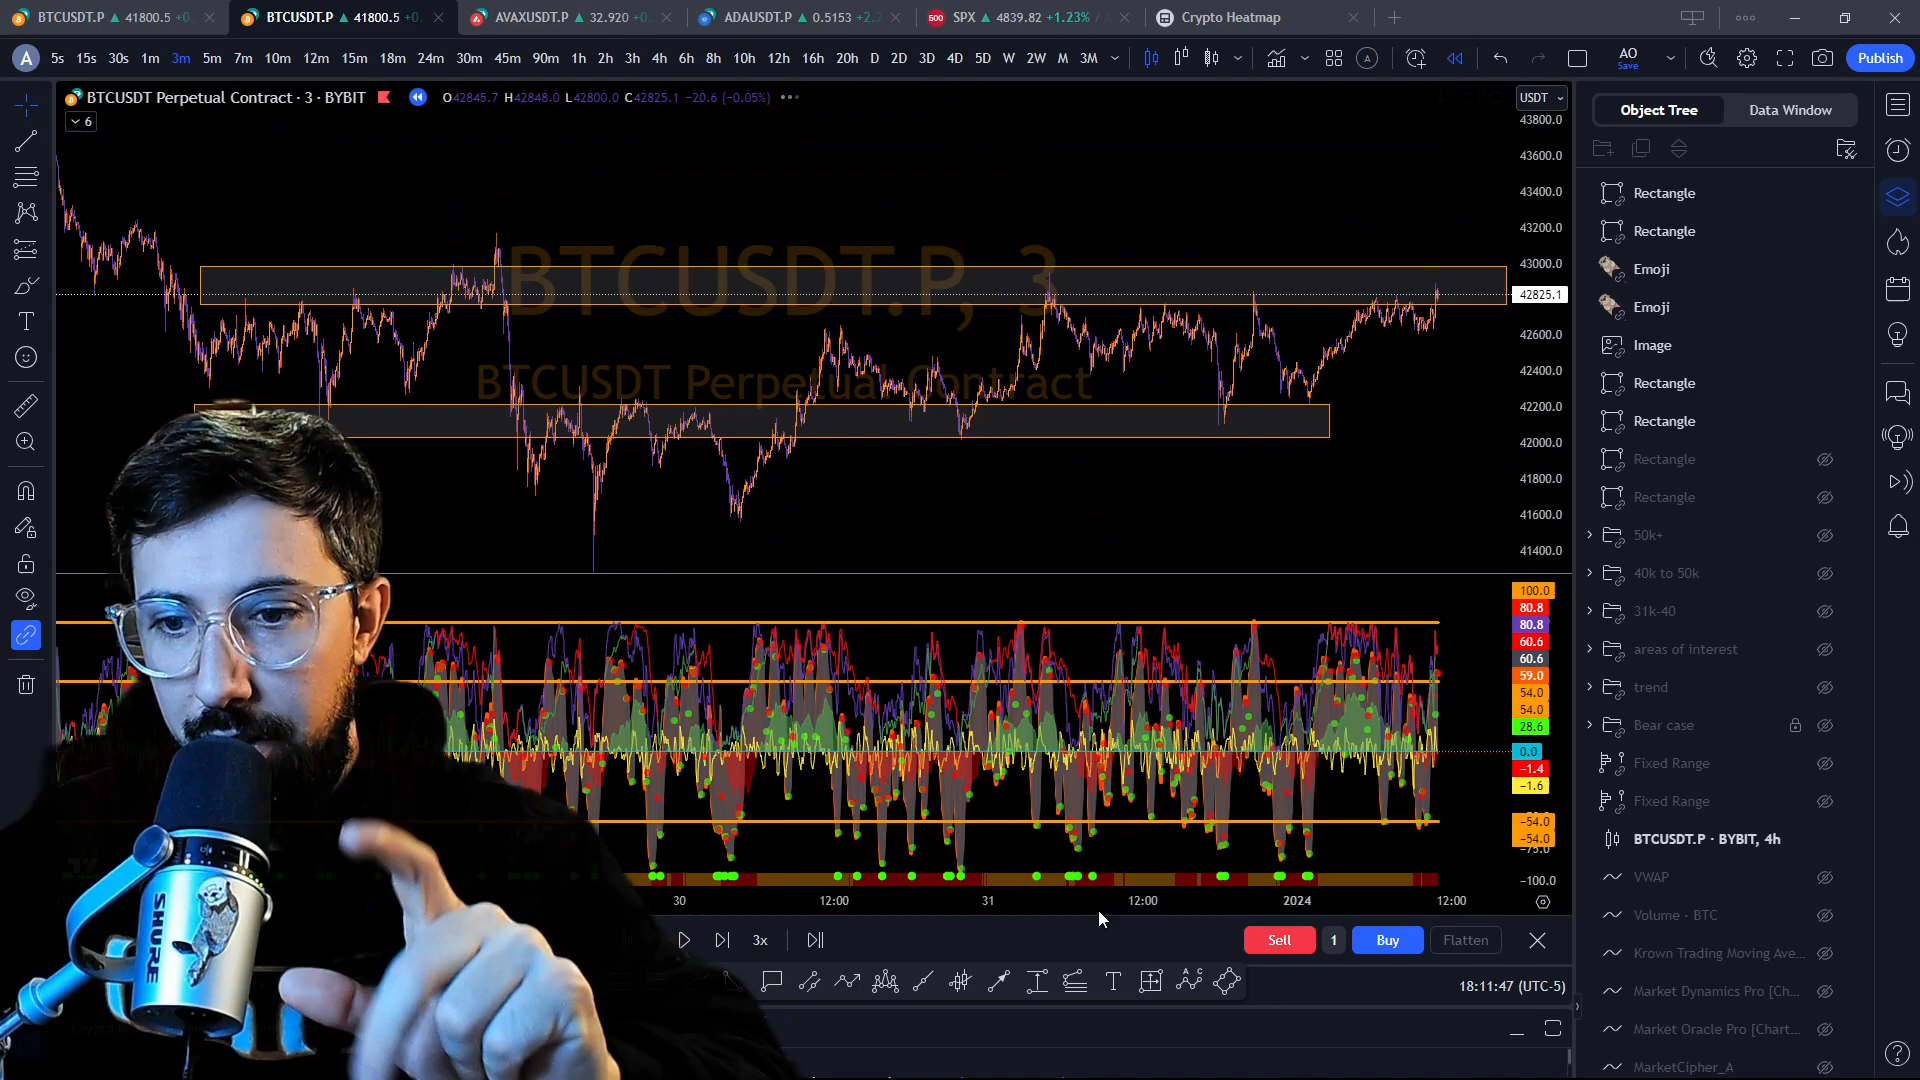 BTCUSDT.P ▲ 41800.5 +0.
BTCUSDT.P ▲ 41800.5 +0.
AVAXUSDT.P ▲ 32.920 +0.
ADAUSDT.P ▲ 0.5153 +2.
500 SPX ▲ 4839.82 +1.23% /
Crypto Heatmap
A 5s 15s 30s 1m 3m 5m 7m 10m 12m 15m 18m 24m 30m 45m 90m 1h 2h 3h 4h 6h 8h 10h 12h 16h 20h D 2D 3D 4D 5D W 2W M 3M
A
AO
Save
Publish
BTCUSDT Perpetual Contract · 3 · BYBIT
O42845.7 H42848.0 L42800.0 C42825.1 −20.6 (−0.05%)
6
USDT
43800.0
43600.0
43400.0
43200.0
43000.0
42825.1
42600.0
42400.0
42200.0
42000.0
41800.0
41600.0
41400.0
BTCUSDT.P, 3
BTCUSDT Perpetual Contract
100.0
80.8
80.8
60.6
60.6
59.0
54.0
54.0
28.6
0.0
−1.4
−1.6
−54.0
−54.0
−75.0
−100.0
30
12:00
31
12:00
2024
12:00
3x
Sell
1
Buy
Flatten
18:11:47 (UTC-5)
SHURE
Object Tree
Data Window
Rectangle
Rectangle
Emoji
Emoji
Image
Rectangle
Rectangle
Rectangle
Rectangle
50k+
40k to 50k
31k-40
areas of interest
trend
Bear case
Fixed Range
Fixed Range
BTCUSDT.P · BYBIT, 4h
VWAP
Volume · BTC
Krown Trading Moving Ave...
Market Dynamics Pro [Ch...
Market Oracle Pro [Chart...
MarketCipher_A